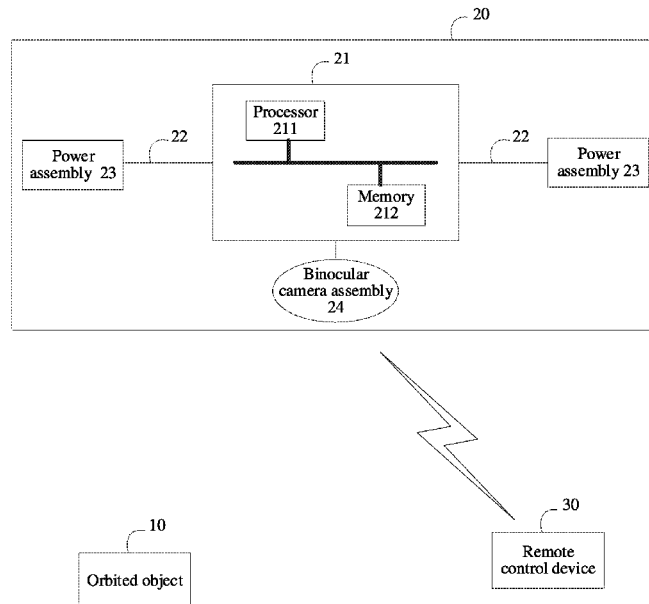 20
21
Processor
211
22
22
Power
assembly 23
Power
assembly 23
Memory
212
Binocular
camera assembly
24
10
30
Orbited object
Remote
control device